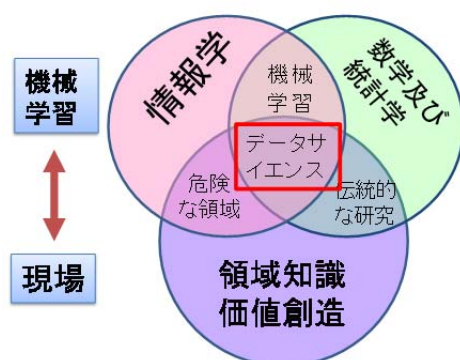 機械
学習
現場
情報学
数学及び
統計学
機械
学習
データサ
イエンス
危険
な領域
伝統的
な研究
領域知識
価値創造